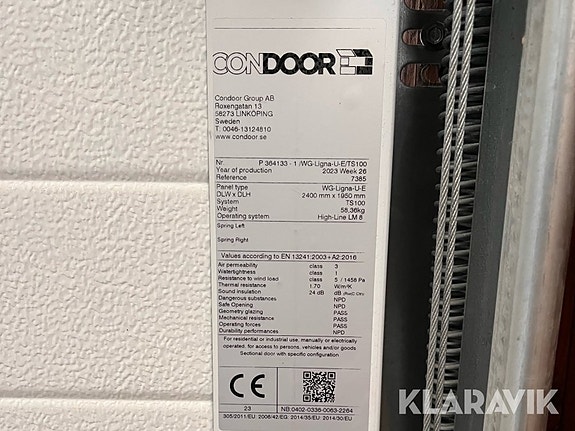 CONDOOR
Condoor Group AB
Roxengatan 13
58273 LINKÖPING
Sweden
T: 0046-13124810
www.condoor.se
Nr. P 364133 - 1 /WG-Ligna-U-E/TS100
Year of production 2023 Week 26
Reference 7385
Panel type WG-Ligna-U-E
DLW x DLH 2400 mm x 1950 mm
System TS100
Weight 58,36kg
Operating system High-Line LM 8
Spring Left
Spring Right
Values according to EN 13241:2003+A2:2016
Air permeability class 3
Watertightness class 1
Resistance to wind load class 5 / 1458 Pa
Thermal resistance 1.70 W/m²K
Sound insulation 24 dB dB
Dangerous substances NPD
Safe Opening NPD
Geometry glazing PASS
Mechanical resistance PASS
Operating forces PASS
Durability performances NPD
For residential or industrial use, manually or electrically
operated. for access to persons, vehicles and/or goods
Sectional door with specific configuration
CE
23 NB:0402-0336-0063-2264
305/2011/EU: 2006/42/EG: 2014/35/EU: 2014/30/EU
KLARAVIK